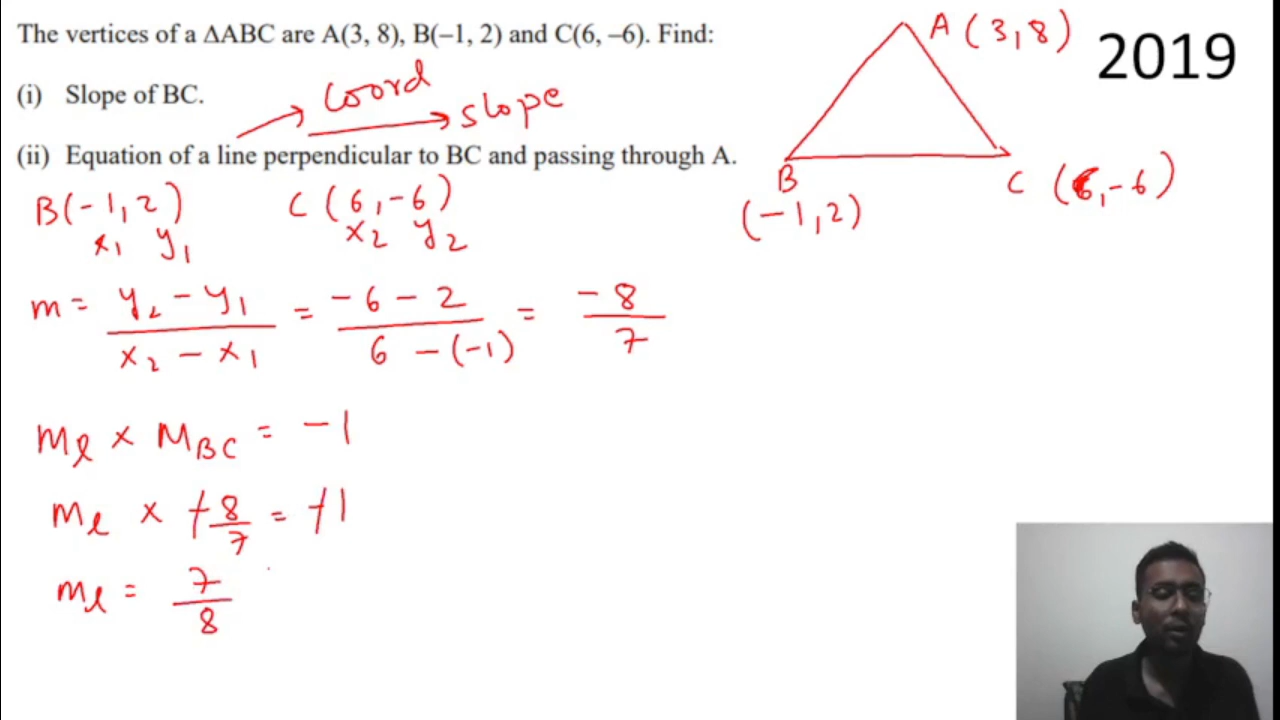 The vertices of a ΔABC are A(3, 8), B(–1, 2) and C(6, –6). Find:
A (3,8)
2019
(i) Slope of BC.
coord
slope
(ii) Equation of a line perpendicular to BC and passing through A.
B
C (6,-6)
(-1,2)
B(-1,2) C (6,-6)
x1 y1 x2 y2
m = y2 - y1 / x2 - x1 = -6 - 2 / 6 - (-1) = -8 / 7
ml × MBC = -1
ml × -8/7 = -1
ml = 7/8